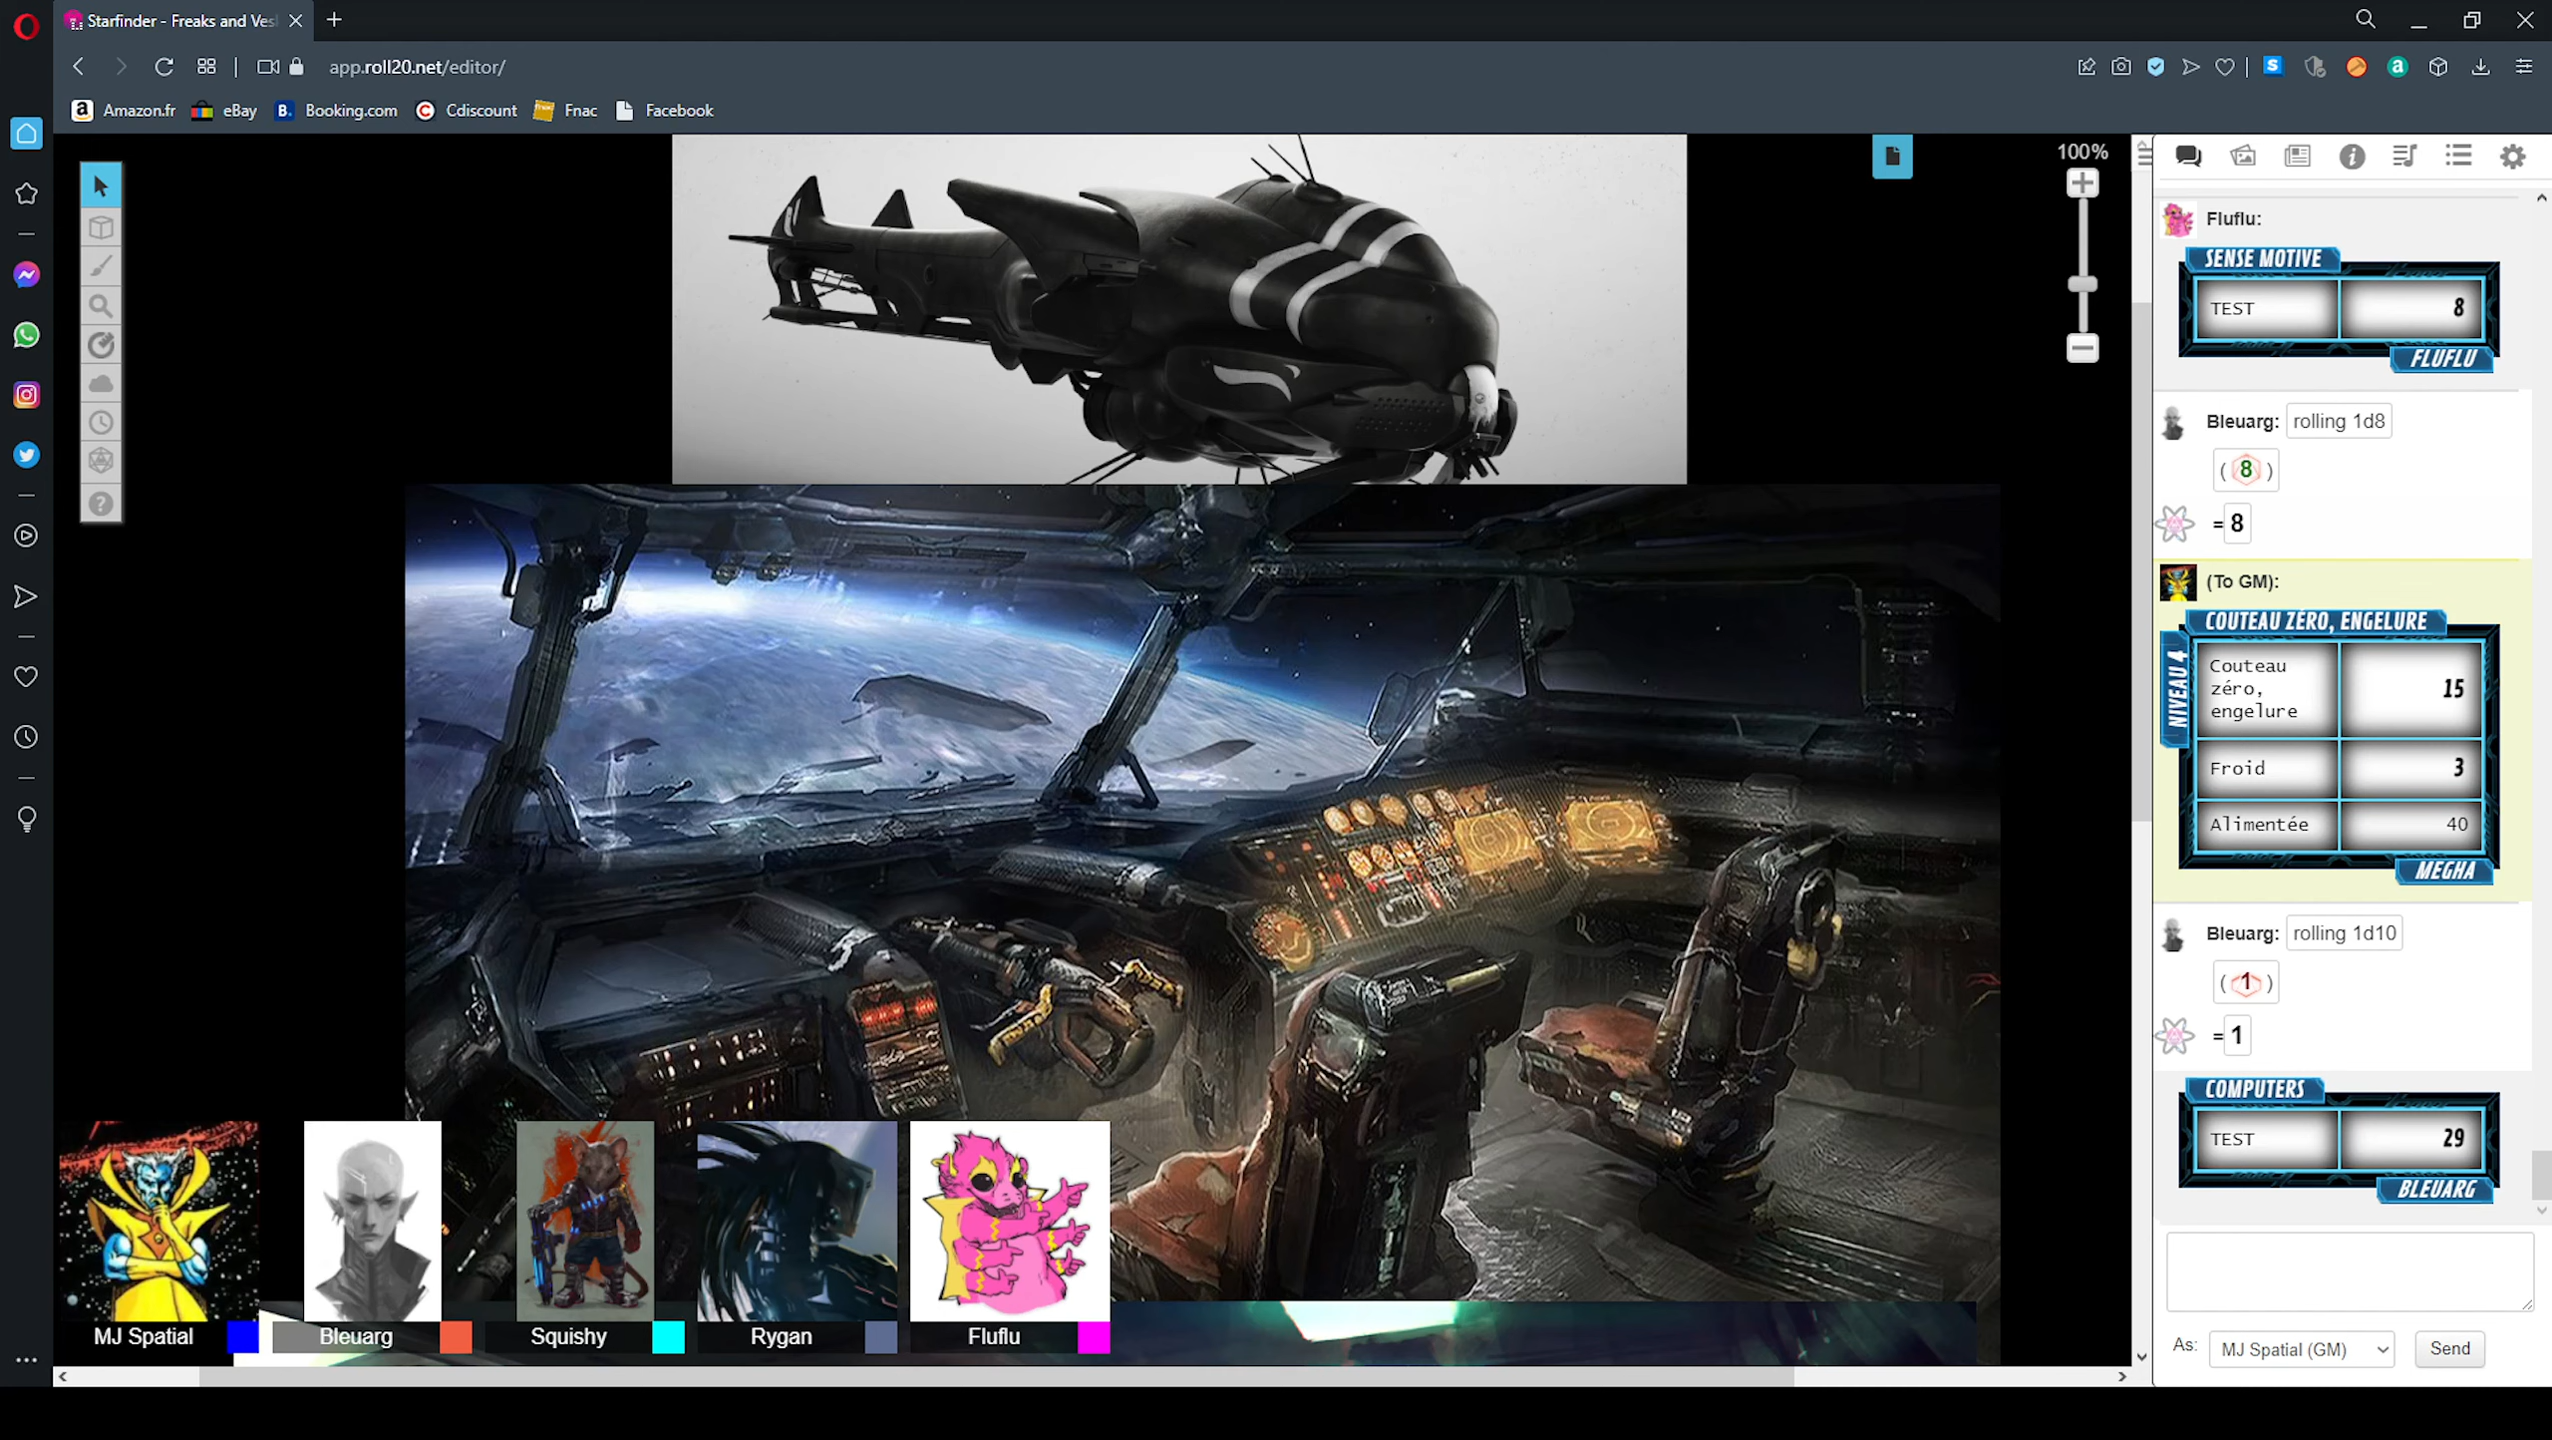 Starfinder - Freaks and Ves
app.roll20.net/editor/
Amazon.fr
eBay
Booking.com
Cdiscount
Fnac
Facebook
100%
Fluflu:
SENSE MOTIVE
TEST
8
FLUFLU
Bleuarg:
rolling 1d8
(8)
=8
(To GM):
COUTEAU ZÉRO, ENGELURE
NIVEAU 4
Couteau
zéro,
engelure
15
Froid
3
Alimentée
40
MEGHA
Bleuarg:
rolling 1d10
(1)
=1
COMPUTERS
TEST
29
BLEUARG
As:
MJ Spatial (GM)
Send
MJ Spatial
Bleuarg
Squishy
Rygan
Fluflu